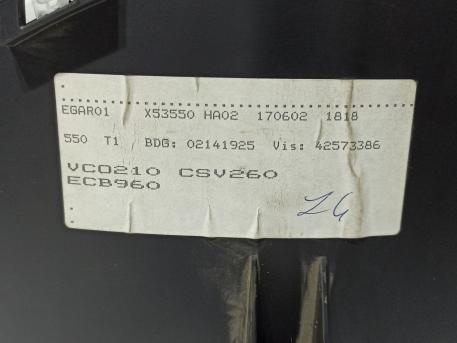 EGAR01 X53550 HA02 170602 1818
550 T1 BDG: 02141925 Vis: 42573386
VC0210 CSV260
ECB960